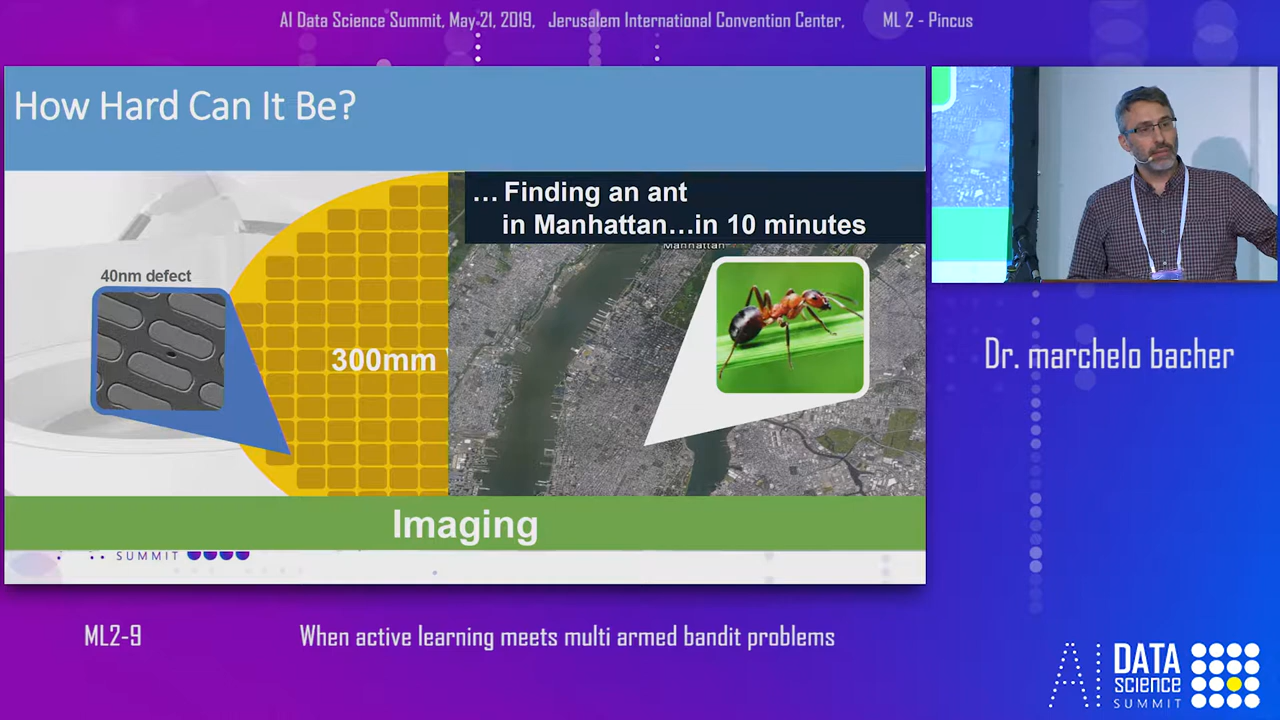 AI Data Science Summit, May 21, 2019, Jerusalem International Convention Center, ML 2 - Pincus
How Hard Can It Be?
... Finding an ant
in Manhattan...in 10 minutes
Manhattan
40nm defect
300mm
Imaging
SUMMIT
Dr. marchelo bacher
ML2-9 When active learning meets multi armed bandit problems
AI DATA
SCIENCE
SUMMIT